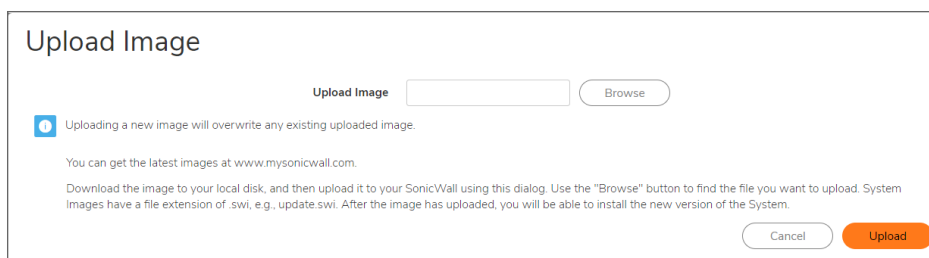 Upload Image
Upload Image
Browse
Uploading a new image will overwrite any existing uploaded image.
You can get the latest images at www.mysonicwall.com.
Download the image to your local disk, and then upload it to your SonicWall using this dialog. Use the "Browse" button to find the file you want to upload. System
Images have a file extension of .swi, e.g., update.swi. After the image has uploaded, you will be able to install the new version of the System.
Cancel
Upload